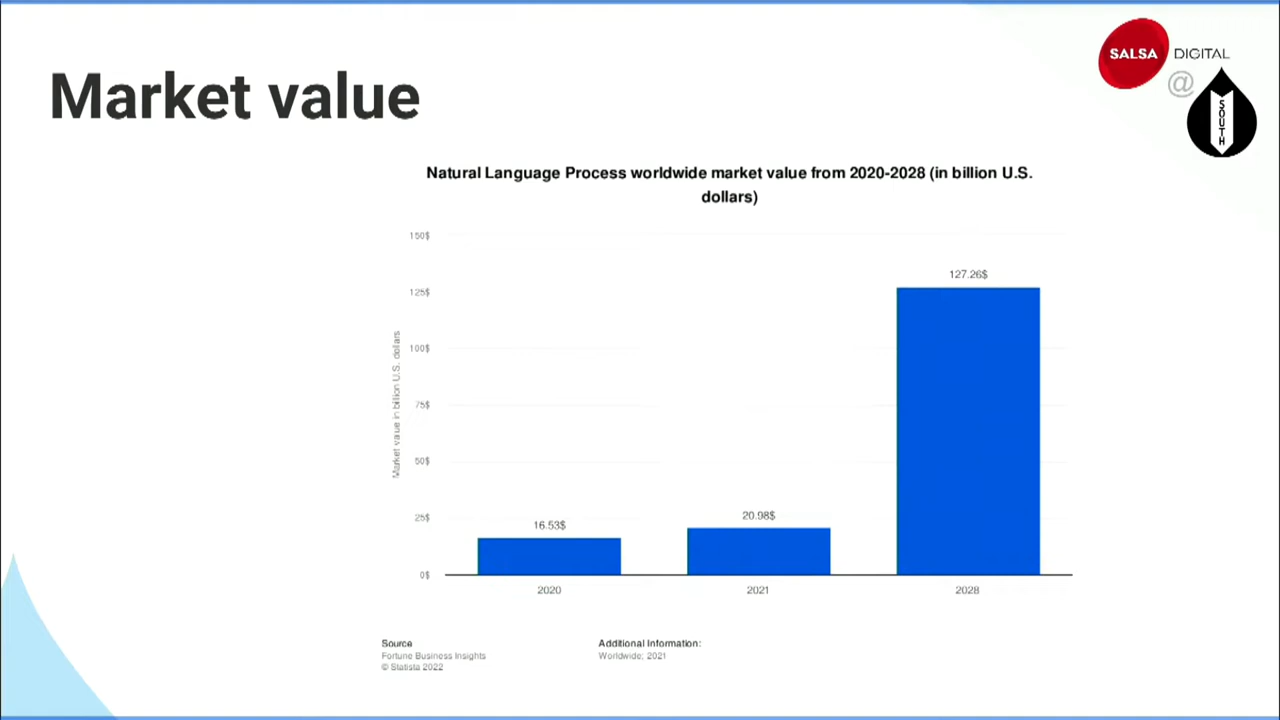 Market value
SALSA DIGITAL
@
SOUTH
Natural Language Process worldwide market value from 2020-2028 (in billion U.S.
dollars)
150$
125$
100$
75$
50$
25$
0$
Market value in billion U.S. dollars
16.53$
20.98$
127.26$
2020
2021
2028
Source
Fortune Business Insights
© Statista 2022
Additional Information:
Worldwide; 2021